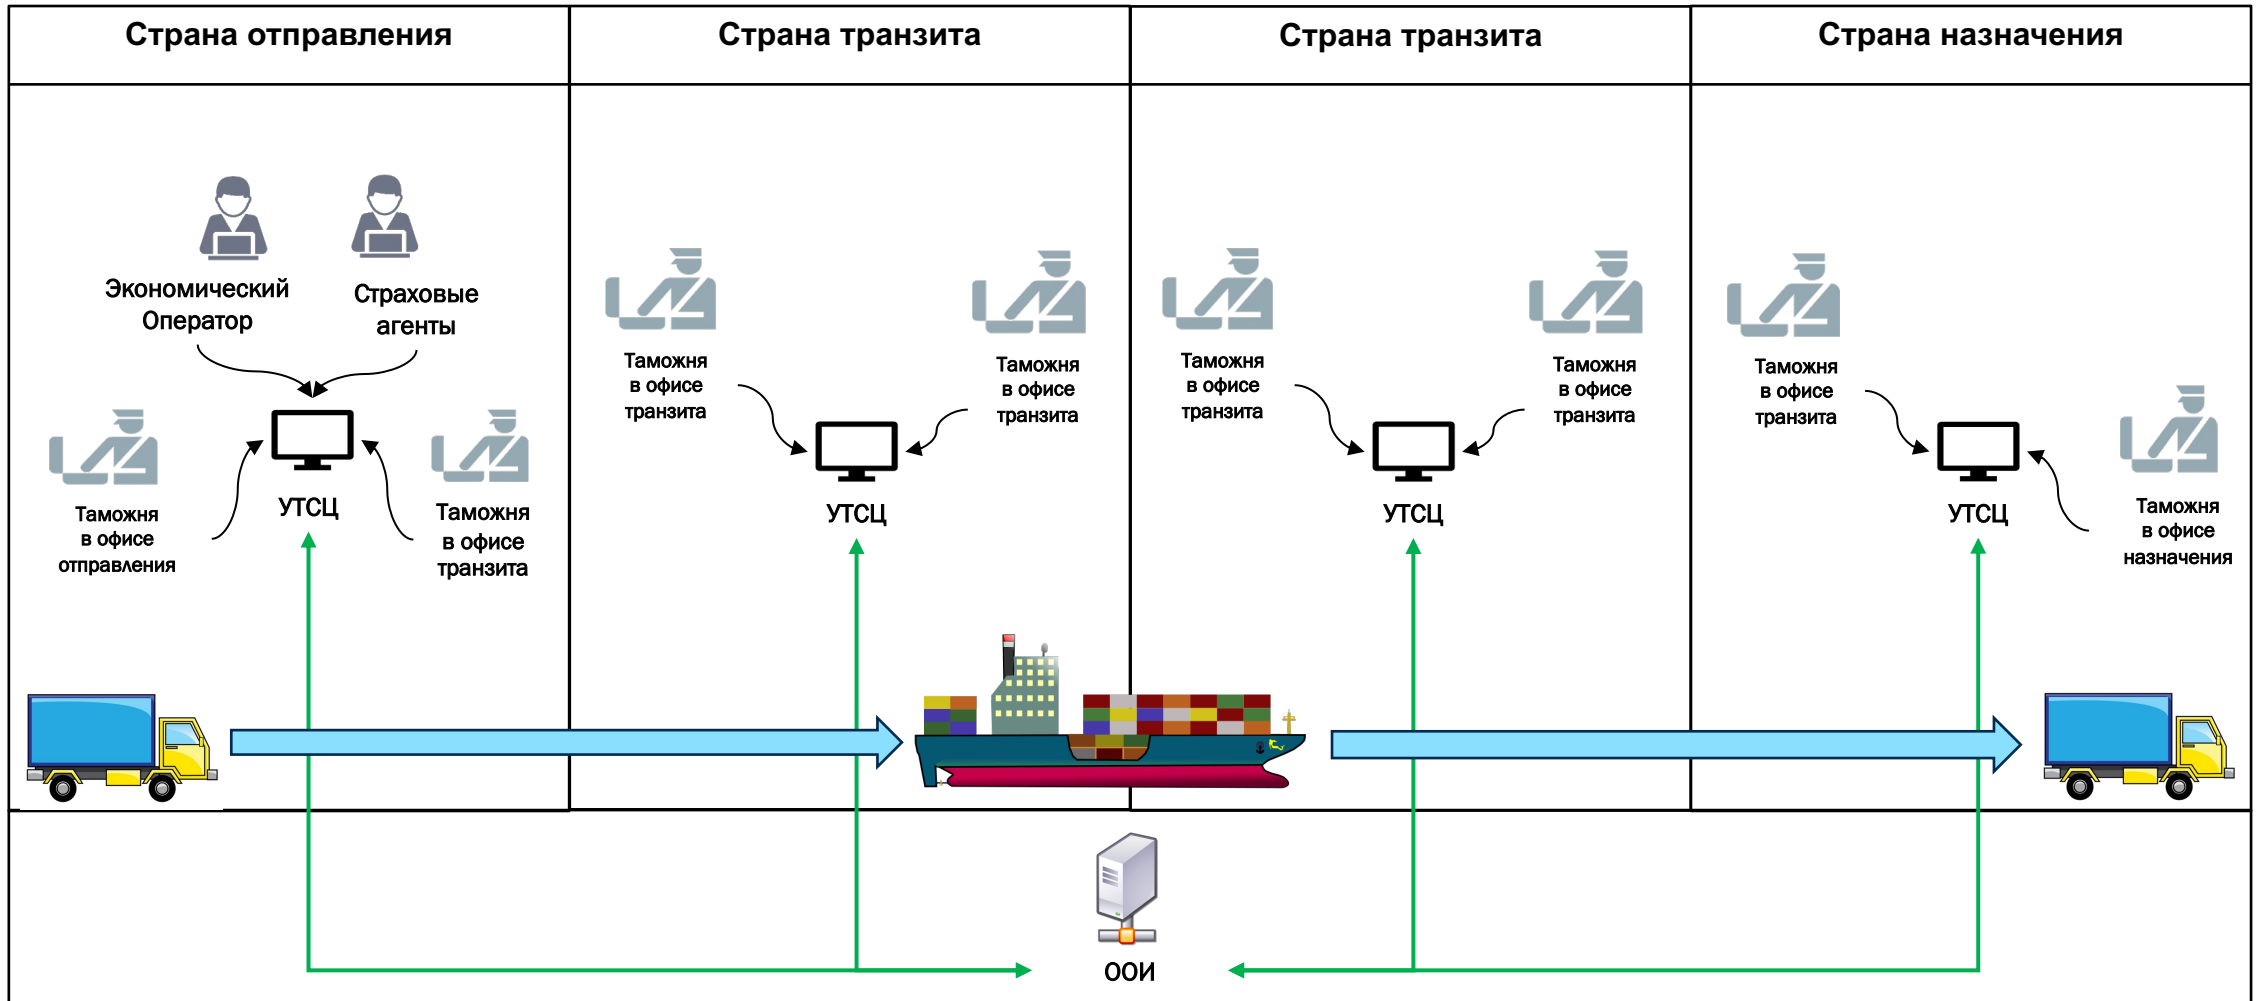 Страна отправления
Страна транзита
Страна транзита
Страна назначения
Экономический
Оператор
Страховые
агенты
Таможня
в офисе
отправления
УТСЦ
Таможня
в офисе
транзита
Таможня
в офисе
транзита
УТСЦ
Таможня
в офисе
транзита
Таможня
в офисе
транзита
УТСЦ
Таможня
в офисе
транзита
Таможня
в офисе
транзита
УТСЦ
Таможня
в офисе
назначения
ООИ